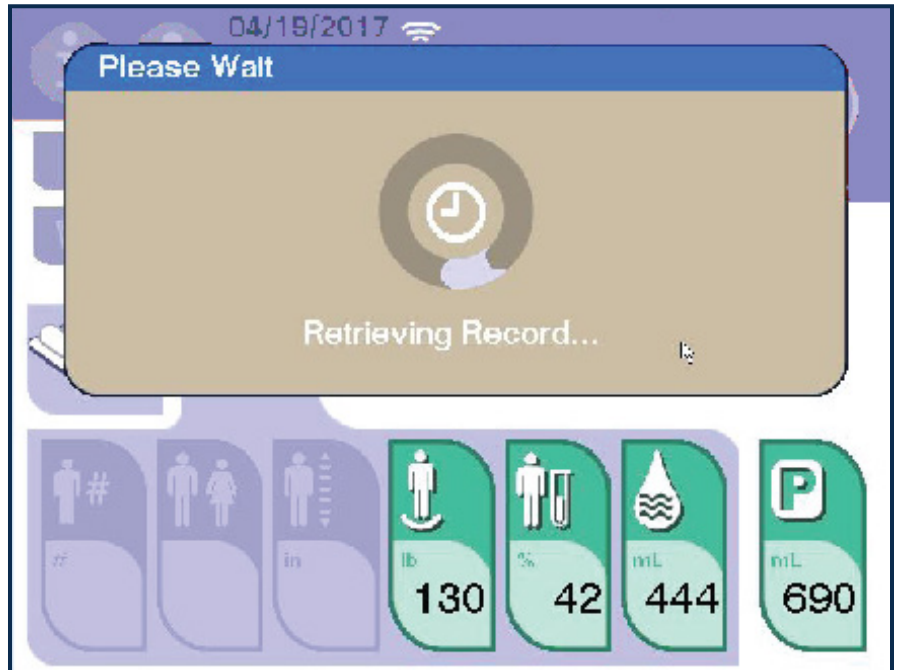 04/19/2017
Please Wait
Retrieving Record...
#
P
# in lb % mL mL
130 42 444 690